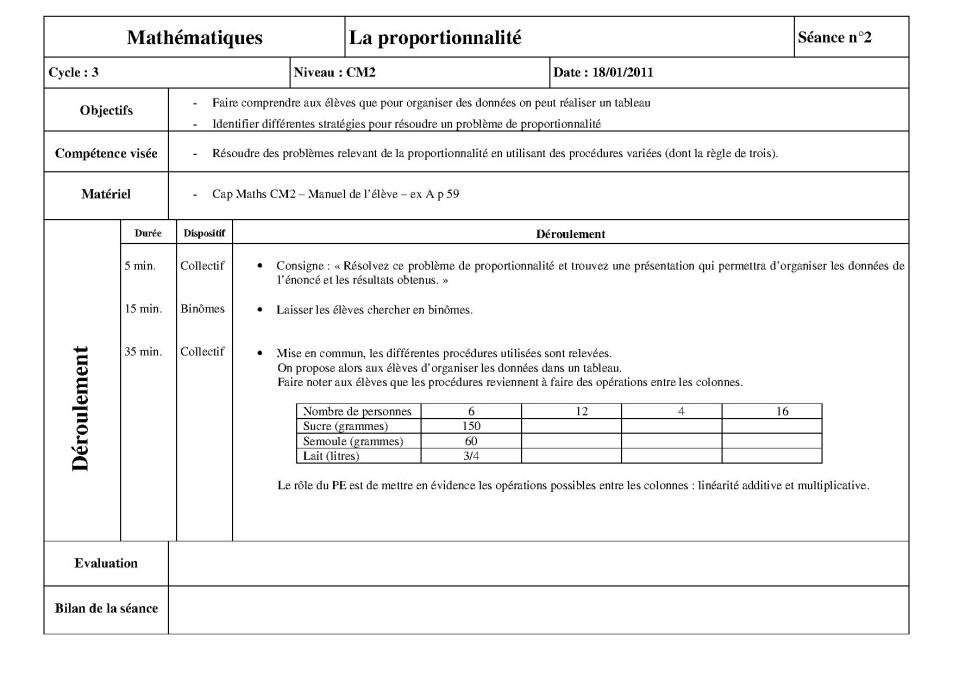 Mathématiques
La proportionnalité
Séance n°2
Cycle : 3
Niveau : CM2
Date : 18/01/2011
Objectifs
- Faire comprendre aux élèves que pour organiser des données on peut réaliser un tableau
- Identifier différentes stratégies pour résoudre un problème de proportionnalité
Compétence visée
- Résoudre des problèmes relevant de la proportionnalité en utilisant des procédures variées (dont la règle de trois).
Matériel
- Cap Maths CM2 – Manuel de l'élève – ex A p 59
Déroulement
Durée Dispositif Déroulement
5 min. Collectif • Consigne : « Résolvez ce problème de proportionnalité et trouvez une présentation qui permettra d'organiser les données de
l'énoncé et les résultats obtenus. »
15 min. Binômes • Laisser les élèves chercher en binômes.
35 min. Collectif • Mise en commun, les différentes procédures utilisées sont relevées.
On propose alors aux élèves d'organiser les données dans un tableau.
Faire noter aux élèves que les procédures reviennent à faire des opérations entre les colonnes.
Nombre de personnes 6 12 4 16
Sucre (grammes) 150
Semoule (grammes) 60
Lait (litres) 3/4
Le rôle du PE est de mettre en évidence les opérations possibles entre les colonnes : linéarité additive et multiplicative.
Evaluation
Bilan de la séance